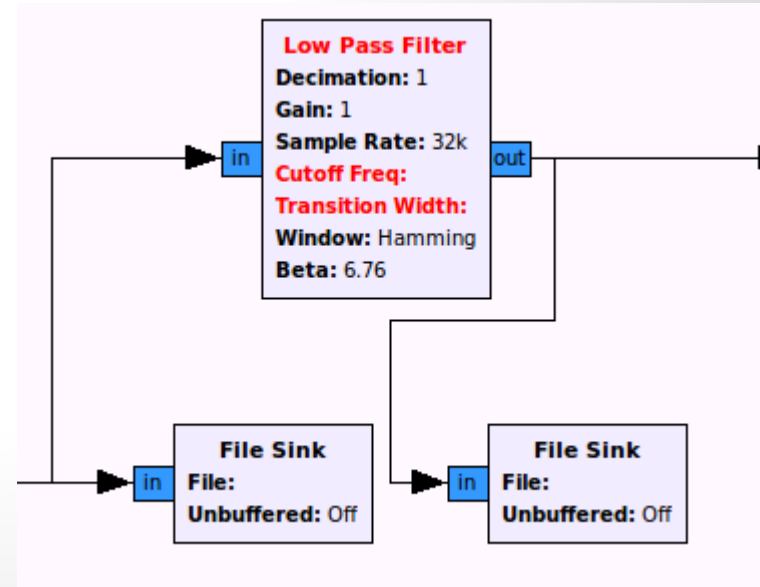 Low Pass Filter
Decimation: 1
Gain: 1
Sample Rate: 32k
Cutoff Freq:
Transition Width:
Window: Hamming
Beta: 6.76
in
out
File Sink
File:
Unbuffered: Off
in
File Sink
File:
Unbuffered: Off
in